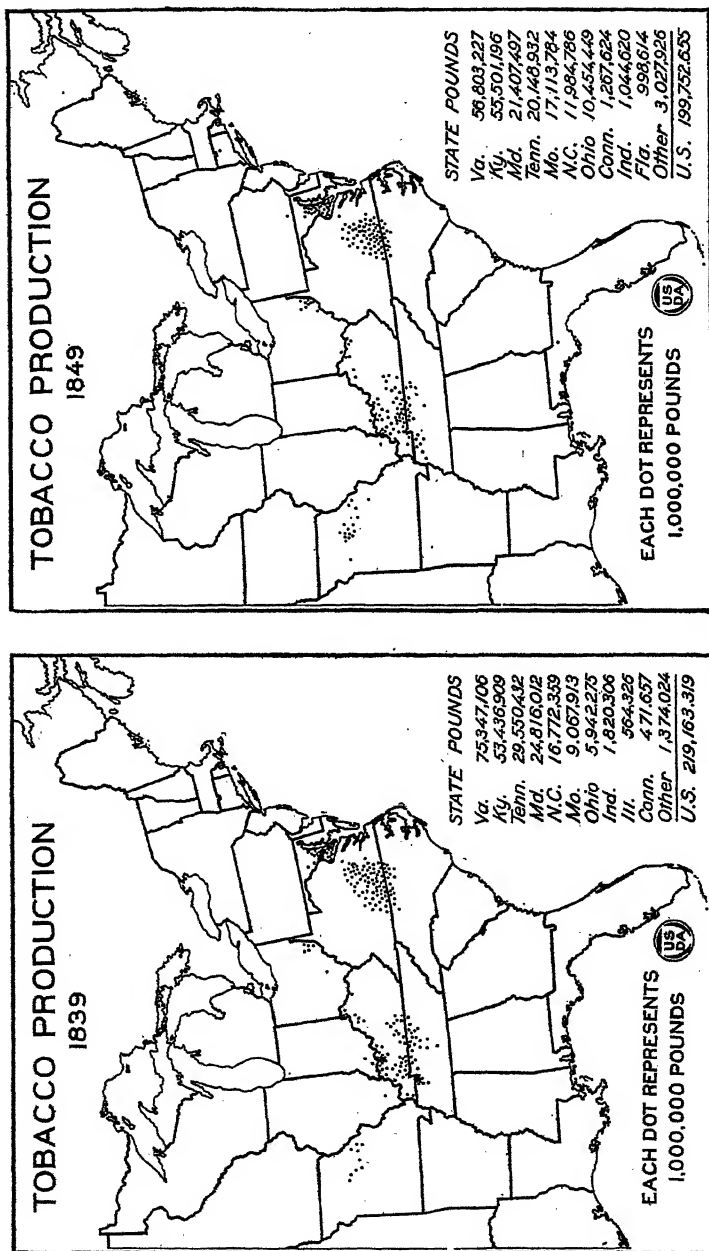 TOBACCO PRODUCTION
1839
STATE POUNDS
Va. 75,347,106
Ky. 53,436,909
Tenn. 29,550,432
Md. 24,816,012
N.C. 16,772,359
Mo. 9,067,913
Ohio 5,942,275
Ind. 1,820,306
Ill. 564,326
Conn. 471,657
Other 1,374,024
U.S. 219,163,319
EACH DOT REPRESENTS
1,000,000 POUNDS
US
DA
TOBACCO PRODUCTION
1849
STATE POUNDS
Va. 56,803,227
Ky. 55,501,196
Md. 21,407,497
Tenn. 20,148,932
Mo. 17,113,784
N.C. 11,984,786
Ohio 10,454,449
Conn. 1,267,624
Ind. 1,044,620
Fla. 998,614
Other 3,027,926
U.S. 199,752,655
EACH DOT REPRESENTS
1,000,000 POUNDS
US
DA